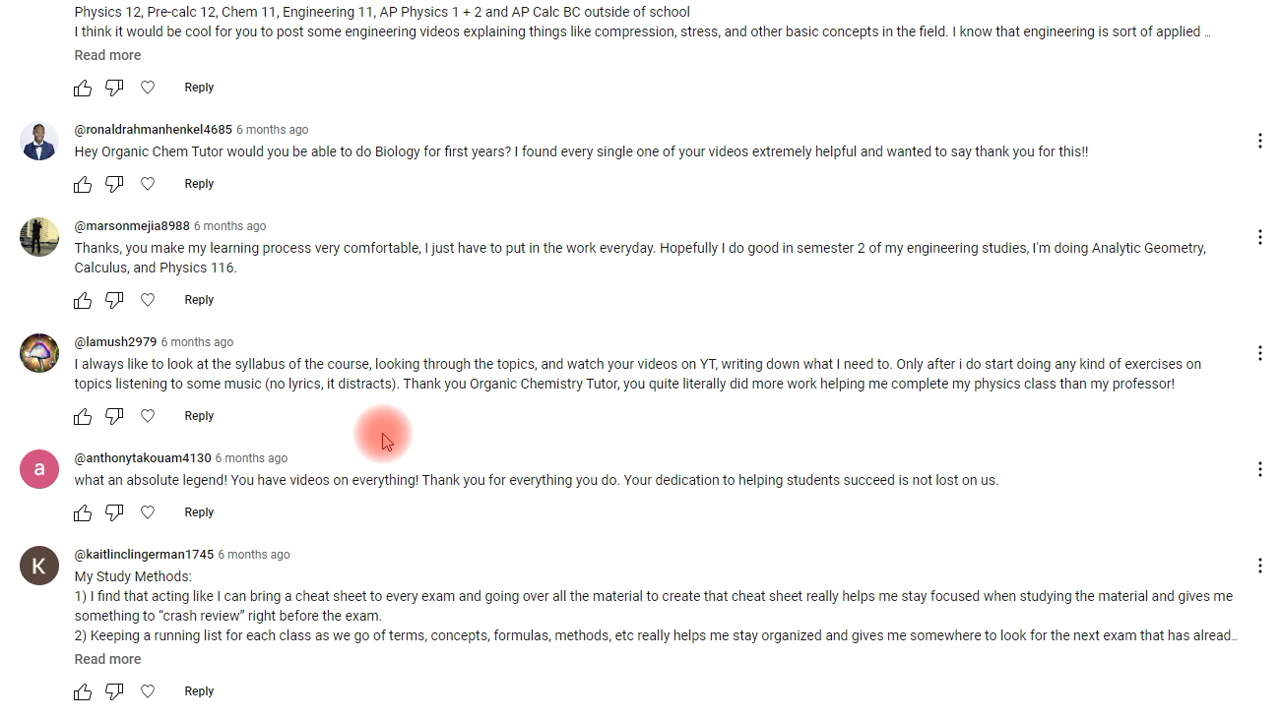 Physics 12, Pre-calc 12, Chem 11, Engineering 11, AP Physics 1 + 2 and AP Calc BC outside of school
I think it would be cool for you to post some engineering videos explaining things like compression, stress, and other basic concepts in the field. I know that engineering is sort of applied ...
Read more
Reply
@ronaldrahmanhenkel4685 6 months ago
Hey Organic Chem Tutor would you be able to do Biology for first years? I found every single one of your videos extremely helpful and wanted to say thank you for this!!
Reply
@marsonmejia8988 6 months ago
Thanks, you make my learning process very comfortable, I just have to put in the work everyday. Hopefully I do good in semester 2 of my engineering studies, I'm doing Analytic Geometry,
Calculus, and Physics 116.
Reply
@lamush2979 6 months ago
I always like to look at the syllabus of the course, looking through the topics, and watch your videos on YT, writing down what I need to. Only after i do start doing any kind of exercises on
topics listening to some music (no lyrics, it distracts). Thank you Organic Chemistry Tutor, you quite literally did more work helping me complete my physics class than my professor!
Reply
a
@anthonytakouam4130 6 months ago
what an absolute legend! You have videos on everything! Thank you for everything you do. Your dedication to helping students succeed is not lost on us.
Reply
K
@kaitlinclingerman1745 6 months ago
My Study Methods:
1) I find that acting like I can bring a cheat sheet to every exam and going over all the material to create that cheat sheet really helps me stay focused when studying the material and gives me
something to “crash review” right before the exam.
2) Keeping a running list for each class as we go of terms, concepts, formulas, methods, etc really helps me stay organized and gives me somewhere to look for the next exam that has alread...
Read more
Reply